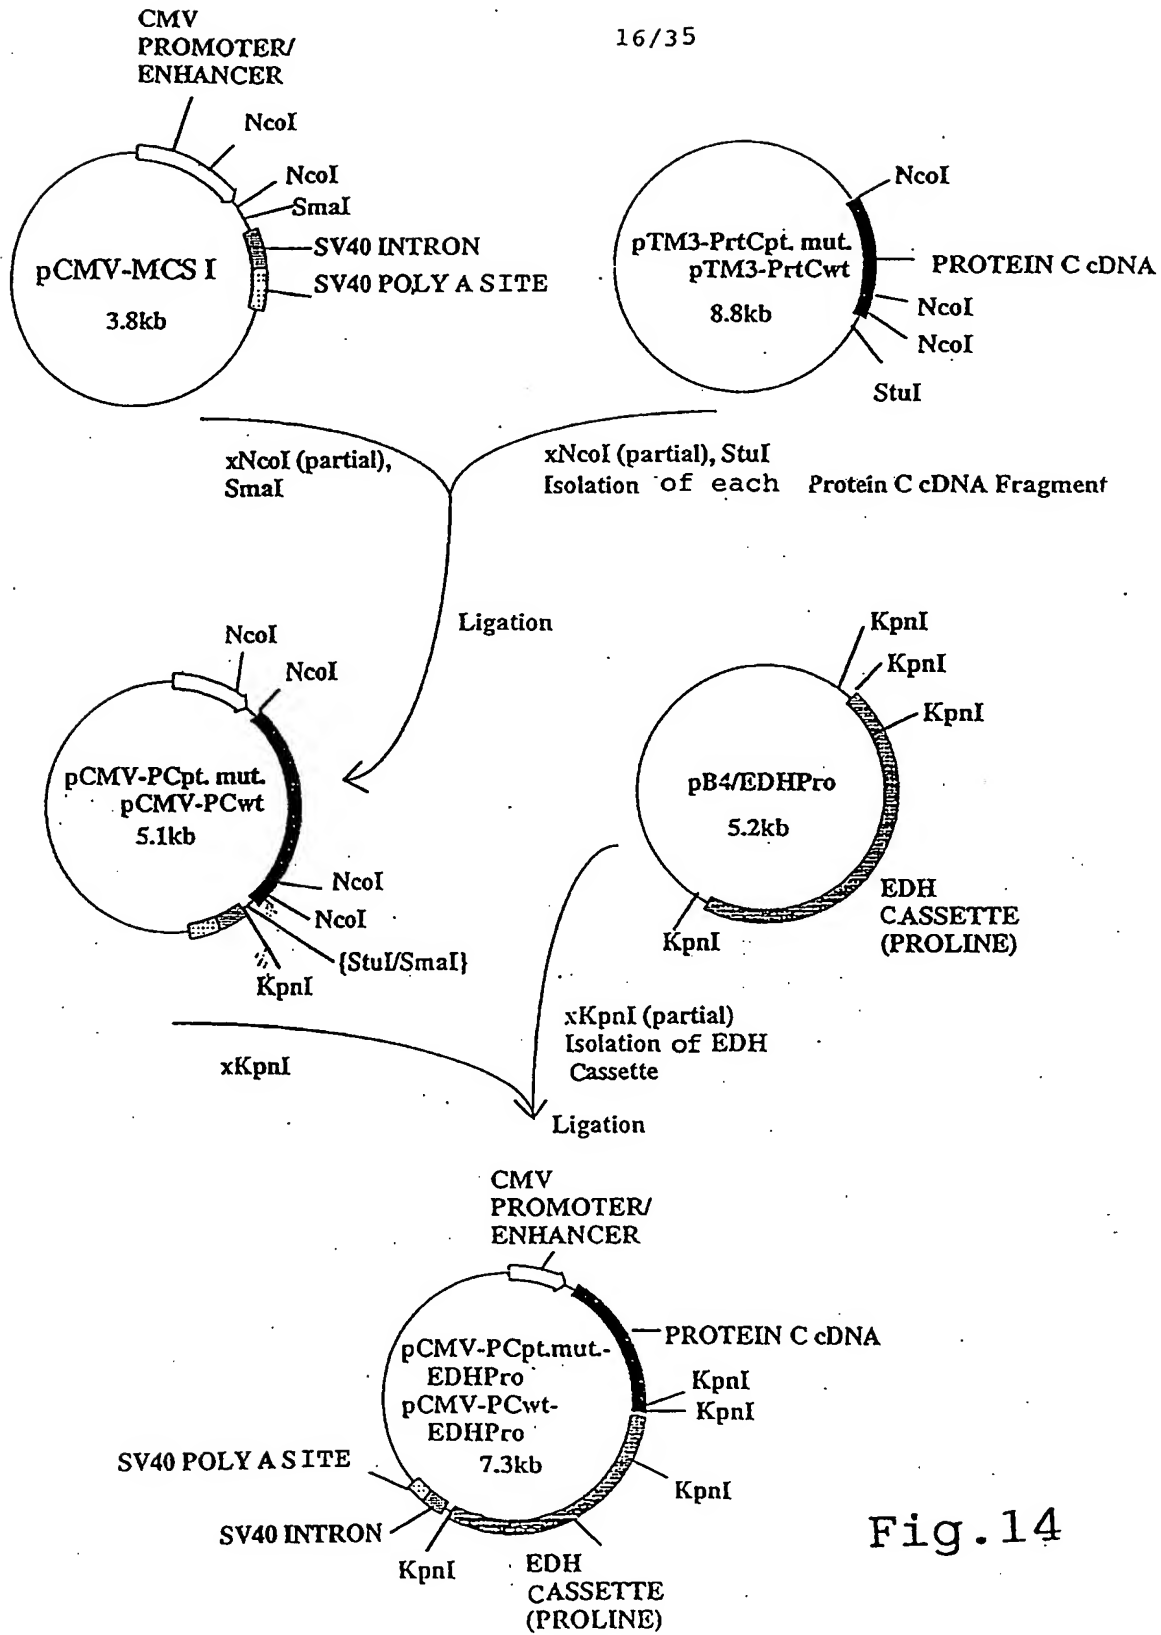 16/35
CMV
PROMOTER/
ENHANCER
NcoI
NcoI
SmaI
SV40 INTRON
SV40 POLY A SITE
pCMV-MCS I
3.8kb
NcoI
pTM3-PrtCpt. mut.
pTM3-PrtCwt
8.8kb
PROTEIN C cDNA
NcoI
NcoI
StuI
xNcoI (partial),
SmaI
xNcoI (partial), StuI
Isolation of each Protein C cDNA Fragment
Ligation
NcoI
NcoI
pCMV-PCpt. mut.
pCMV-PCwt
5.1kb
NcoI
NcoI
{StuI/SmaI}
KpnI
KpnI
KpnI
KpnI
pB4/EDHPro
5.2kb
EDH
CASSETTE
(PROLINE)
KpnI
xKpnI
xKpnI (partial)
Isolation of EDH
Cassette
Ligation
CMV
PROMOTER/
ENHANCER
pCMV-PCpt.mut.-
EDHPro
pCMV-PCwt-
EDHPro
7.3kb
PROTEIN C cDNA
KpnI
KpnI
KpnI
SV40 POLY A SITE
SV40 INTRON
KpnI
EDH
CASSETTE
(PROLINE)
Fig.14